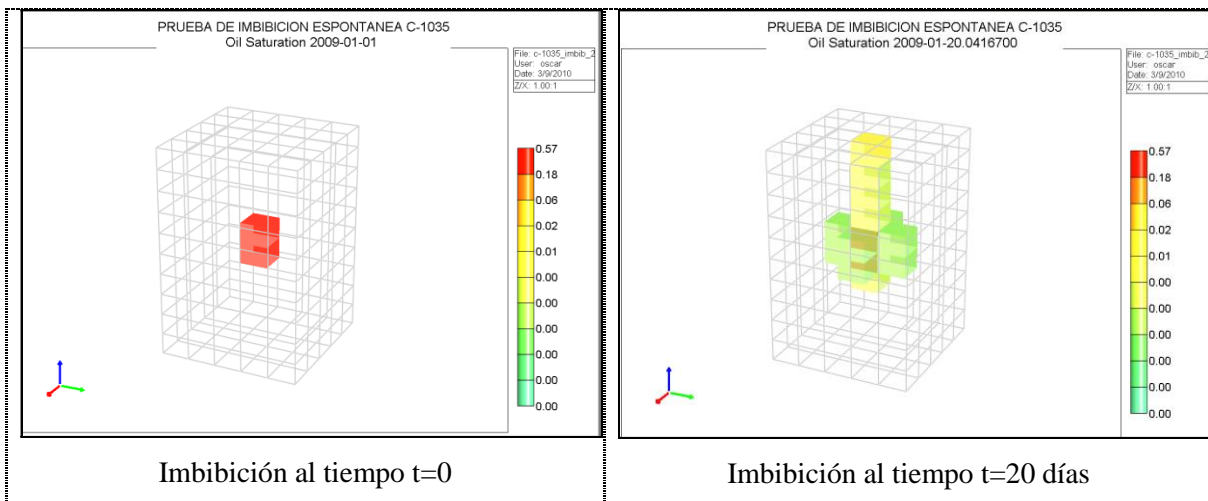 PRUEBA DE IMBIBICION ESPONTANEA C-1035
Oil Saturation 2009-01-01
File: c-1035_imbib_2
User: oscar
Date: 3/9/2010
Z/X: 1.00:1
0.57
0.18
0.06
0.02
0.01
0.00
0.00
0.00
0.00
0.00
Imbibición al tiempo t=0
PRUEBA DE IMBIBICION ESPONTANEA C-1035
Oil Saturation 2009-01-20.0416700
File: c-1035_imbib_2
User: oscar
Date: 3/9/2010
Z/X: 1.00:1
0.57
0.18
0.06
0.02
0.01
0.00
0.00
0.00
0.00
0.00
Imbibición al tiempo t=20 días